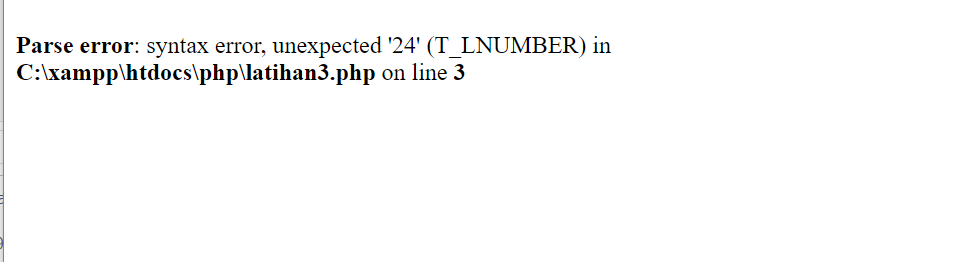 Parse error: syntax error, unexpected '24' (T_LNUMBER) in
C:\xampp\htdocs\php\latihan3.php on line 3